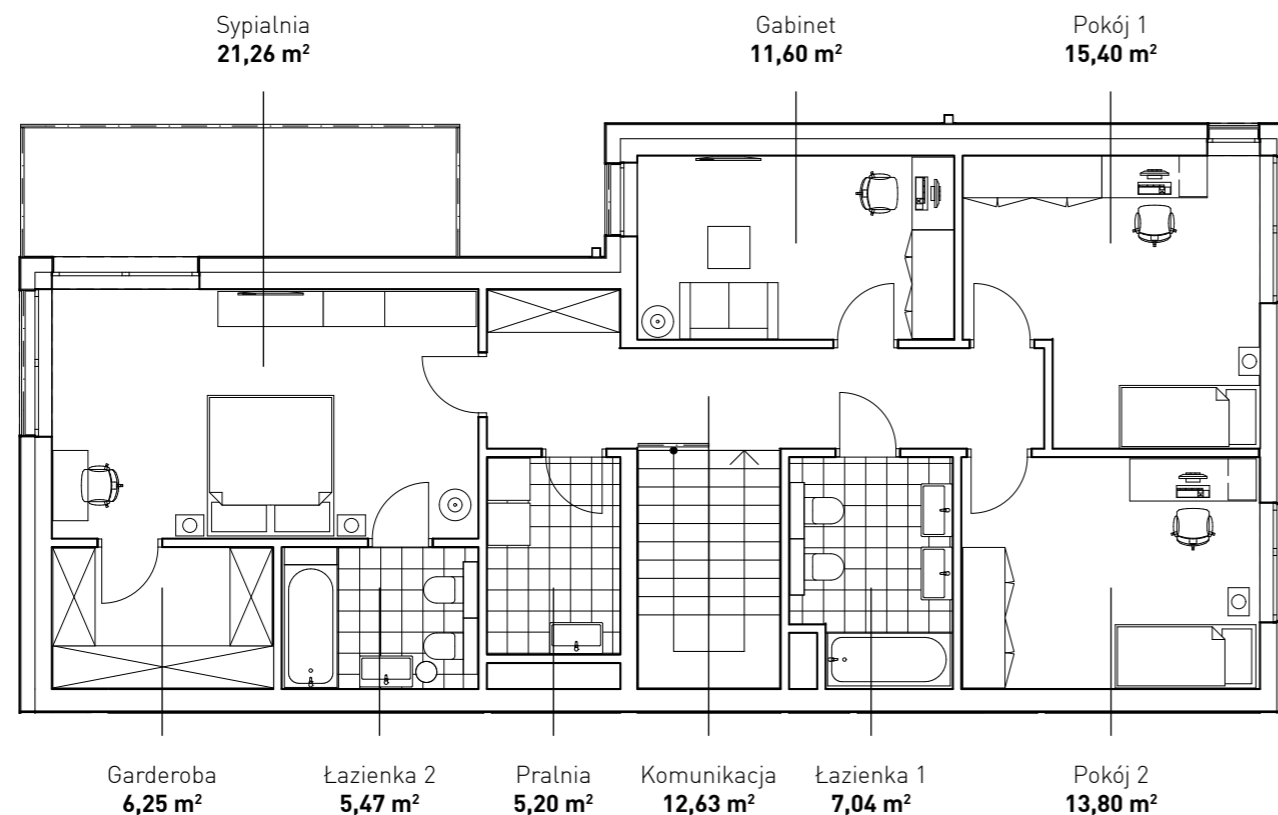 Sypialnia
21,26 m²
Gabinet
11,60 m²
Pokój 1
15,40 m²
Garderoba
6,25 m²
Łazienka 2
5,47 m²
Pralnia
5,20 m²
Komunikacja
12,63 m²
Łazienka 1
7,04 m²
Pokój 2
13,80 m²